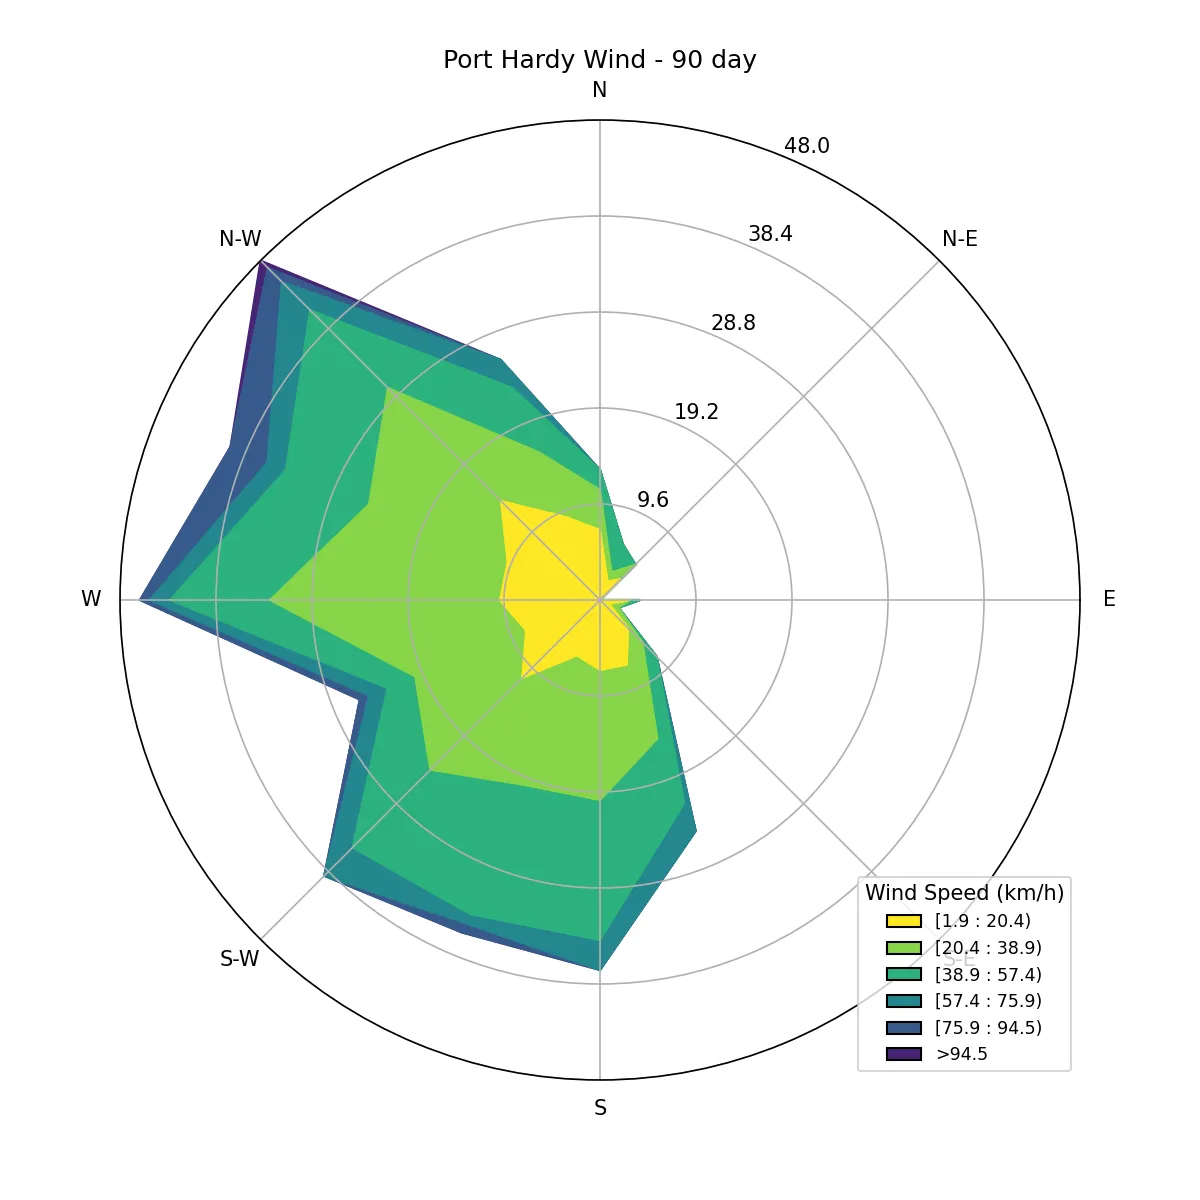 Port Hardy Wind - 90 day
N
48.0
38.4
N-W
N-E
28.8
19.2
9.6
W
E
Wind Speed (km/h)
[1.9 : 20.4)
[20.4 : 38.9)
S-W
S-E
[38.9 : 57.4)
[57.4 : 75.9)
[75.9 : 94.5)
>94.5
S